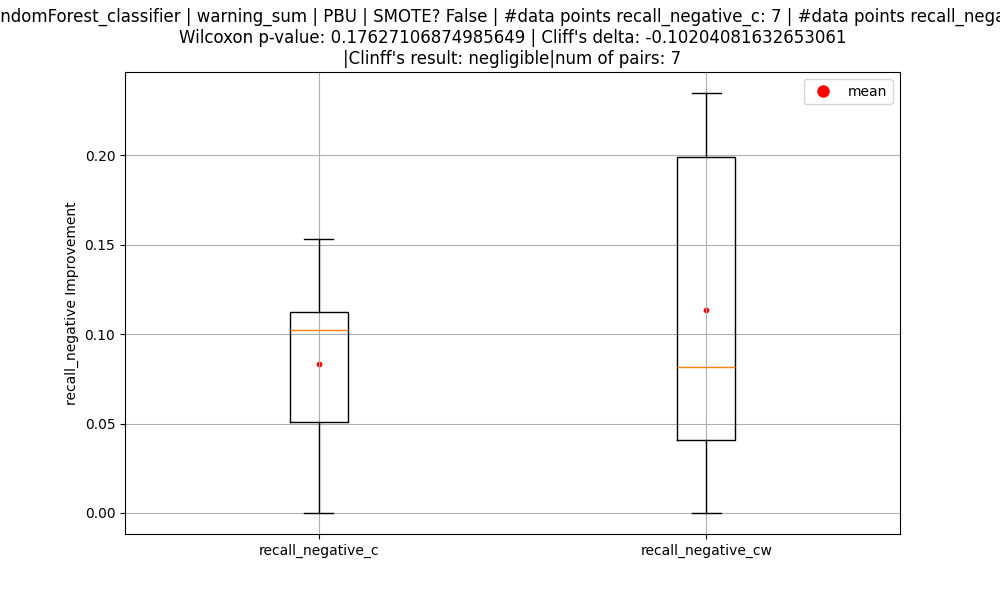 ndomForest_classifier | warning_sum | PBU | SMOTE? False | #data points recall_negative_c: 7 | #data points recall_nega
Wilcoxon p-value: 0.17627106874985649 | Cliff's delta: -0.10204081632653061
|Clinff's result: negligible|num of pairs: 7
mean
0.20
0.15
0.10
0.05
0.00
recall_negative Improvement
recall_negative_c
recall_negative_cw